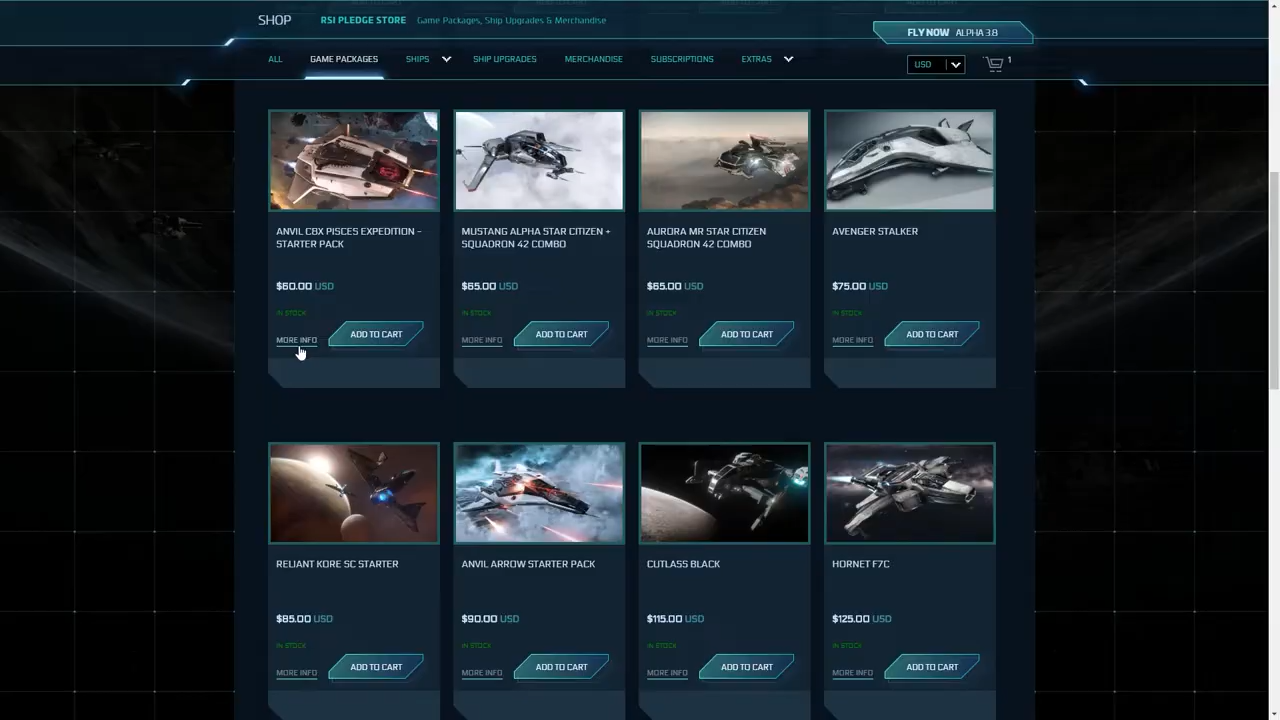 SHOP RSI PLEDGE STORE Game Packages, Ship Upgrades & Merchandise
FLY NOW ALPHA 3.8
ALL GAME PACKAGES SHIPS SHIP UPGRADES MERCHANDISE SUBSCRIPTIONS EXTRAS USD 1
ANVIL C8X PISCES EXPEDITION - STARTER PACK
$60.00 USD
IN STOCK
MORE INFO ADD TO CART
MUSTANG ALPHA STAR CITIZEN +
SQUADRON 42 COMBO
$65.00 USD
IN STOCK
MORE INFO ADD TO CART
AURORA MR STAR CITIZEN
SQUADRON 42 COMBO
$65.00 USD
IN STOCK
MORE INFO ADD TO CART
AVENGER STALKER
$75.00 USD
IN STOCK
MORE INFO ADD TO CART
RELIANT KORE SC STARTER
$85.00 USD
IN STOCK
MORE INFO ADD TO CART
ANVIL ARROW STARTER PACK
$90.00 USD
IN STOCK
MORE INFO ADD TO CART
CUTLASS BLACK
$115.00 USD
IN STOCK
MORE INFO ADD TO CART
HORNET F7C
$125.00 USD
IN STOCK
MORE INFO ADD TO CART